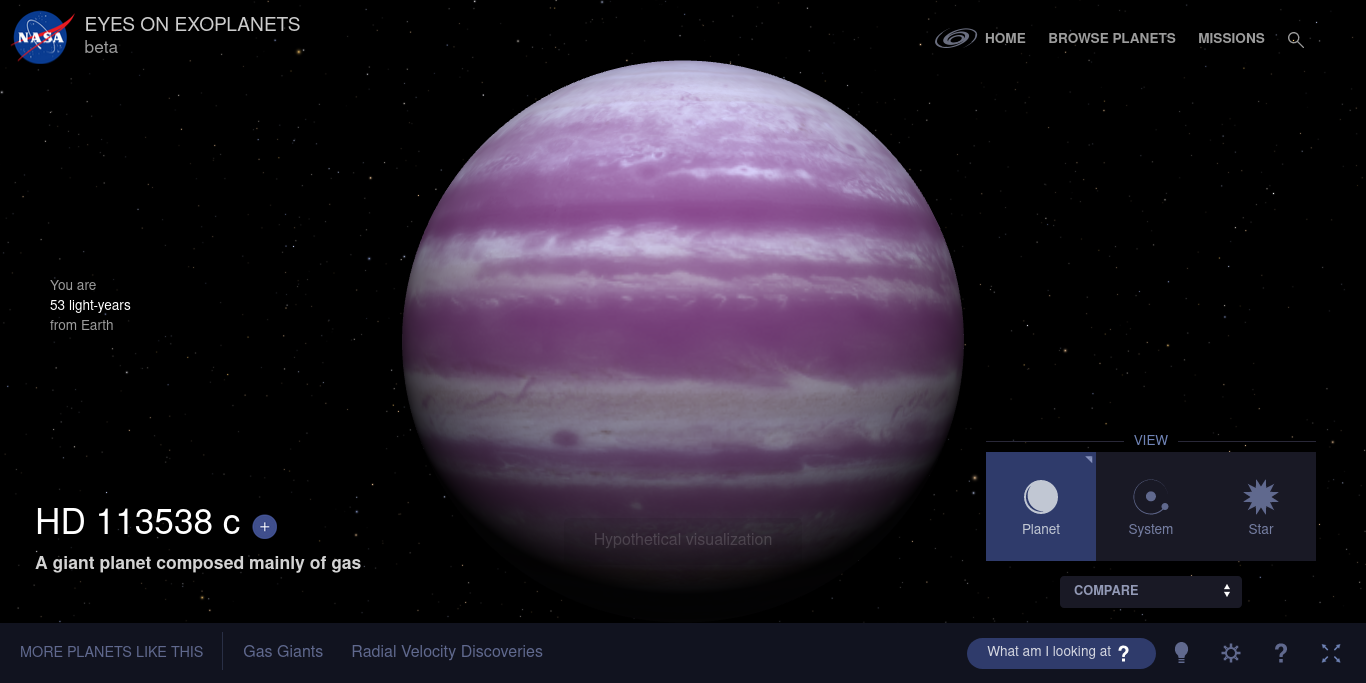 NASA
EYES ON EXOPLANETS
beta
HOME
BROWSE PLANETS
MISSIONS
You are
53 light-years
from Earth
VIEW
Planet
System
Star
HD 113538 c +
A giant planet composed mainly of gas
Hypothetical visualization
COMPARE
MORE PLANETS LIKE THIS
Gas Giants
Radial Velocity Discoveries
What am I looking at ?
?